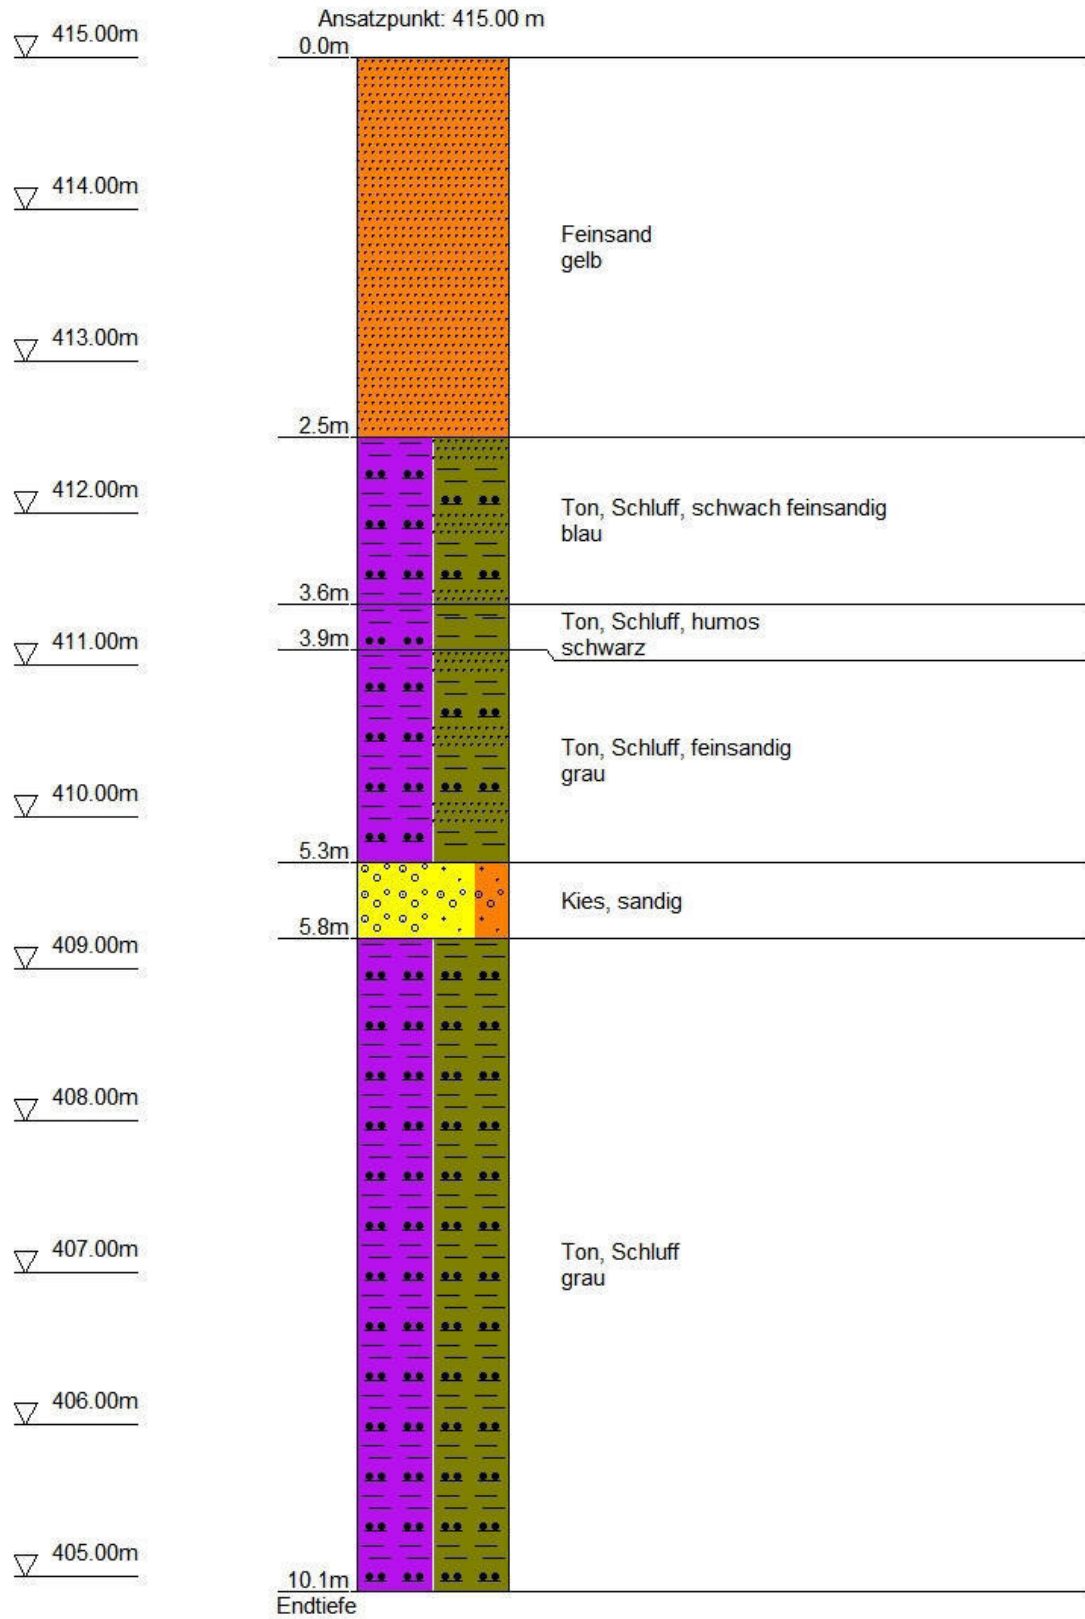 Ansatzpunkt: 415.00 m
415.00m
0.0m
414.00m
Feinsand
gelb
413.00m
2.5m
412.00m
Ton, Schluff, schwach feinsandig
blau
3.6m
Ton, Schluff, humos
schwarz
3.9m
411.00m
Ton, Schluff, feinsandig
grau
410.00m
5.3m
Kies, sandig
5.8m
409.00m
408.00m
407.00m
Ton, Schluff
grau
406.00m
405.00m
10.1m
Endtiefe